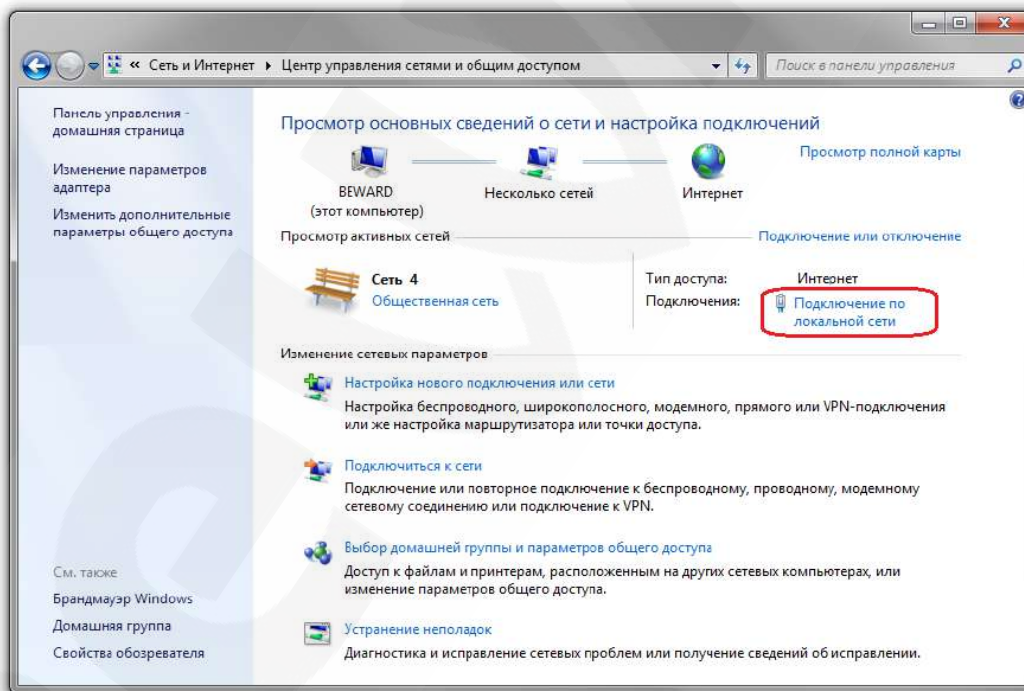 « Сеть и Интернет ▸ Центр управления сетями и общим доступом
Поиск в панели управления
Панель управления -
домашняя страница
Изменение параметров
адаптера
Изменить дополнительные
параметры общего доступа
Просмотр основных сведений о сети и настройка подключений
Просмотр полной карты
BEWARD
(этот компьютер)
Несколько сетей
Интернет
Просмотр активных сетей
Подключение или отключение
Сеть 4
Общественная сеть
Тип доступа: Интернет
Подключения: Подключение по
локальной сети
Изменение сетевых параметров
Настройка нового подключения или сети
Настройка беспроводного, широкополосного, модемного, прямого или VPN-подключения
или же настройка маршрутизатора или точки доступа.
Подключиться к сети
Подключение или повторное подключение к беспроводному, проводному, модемному
сетевому соединению или подключение к VPN.
Выбор домашней группы и параметров общего доступа
Доступ к файлам и принтерам, расположенным на других сетевых компьютерах, или
изменение параметров общего доступа.
Устранение неполадок
Диагностика и исправление сетевых проблем или получение сведений об исправлении.
См. также
Брандмауэр Windows
Домашняя группа
Свойства обозревателя